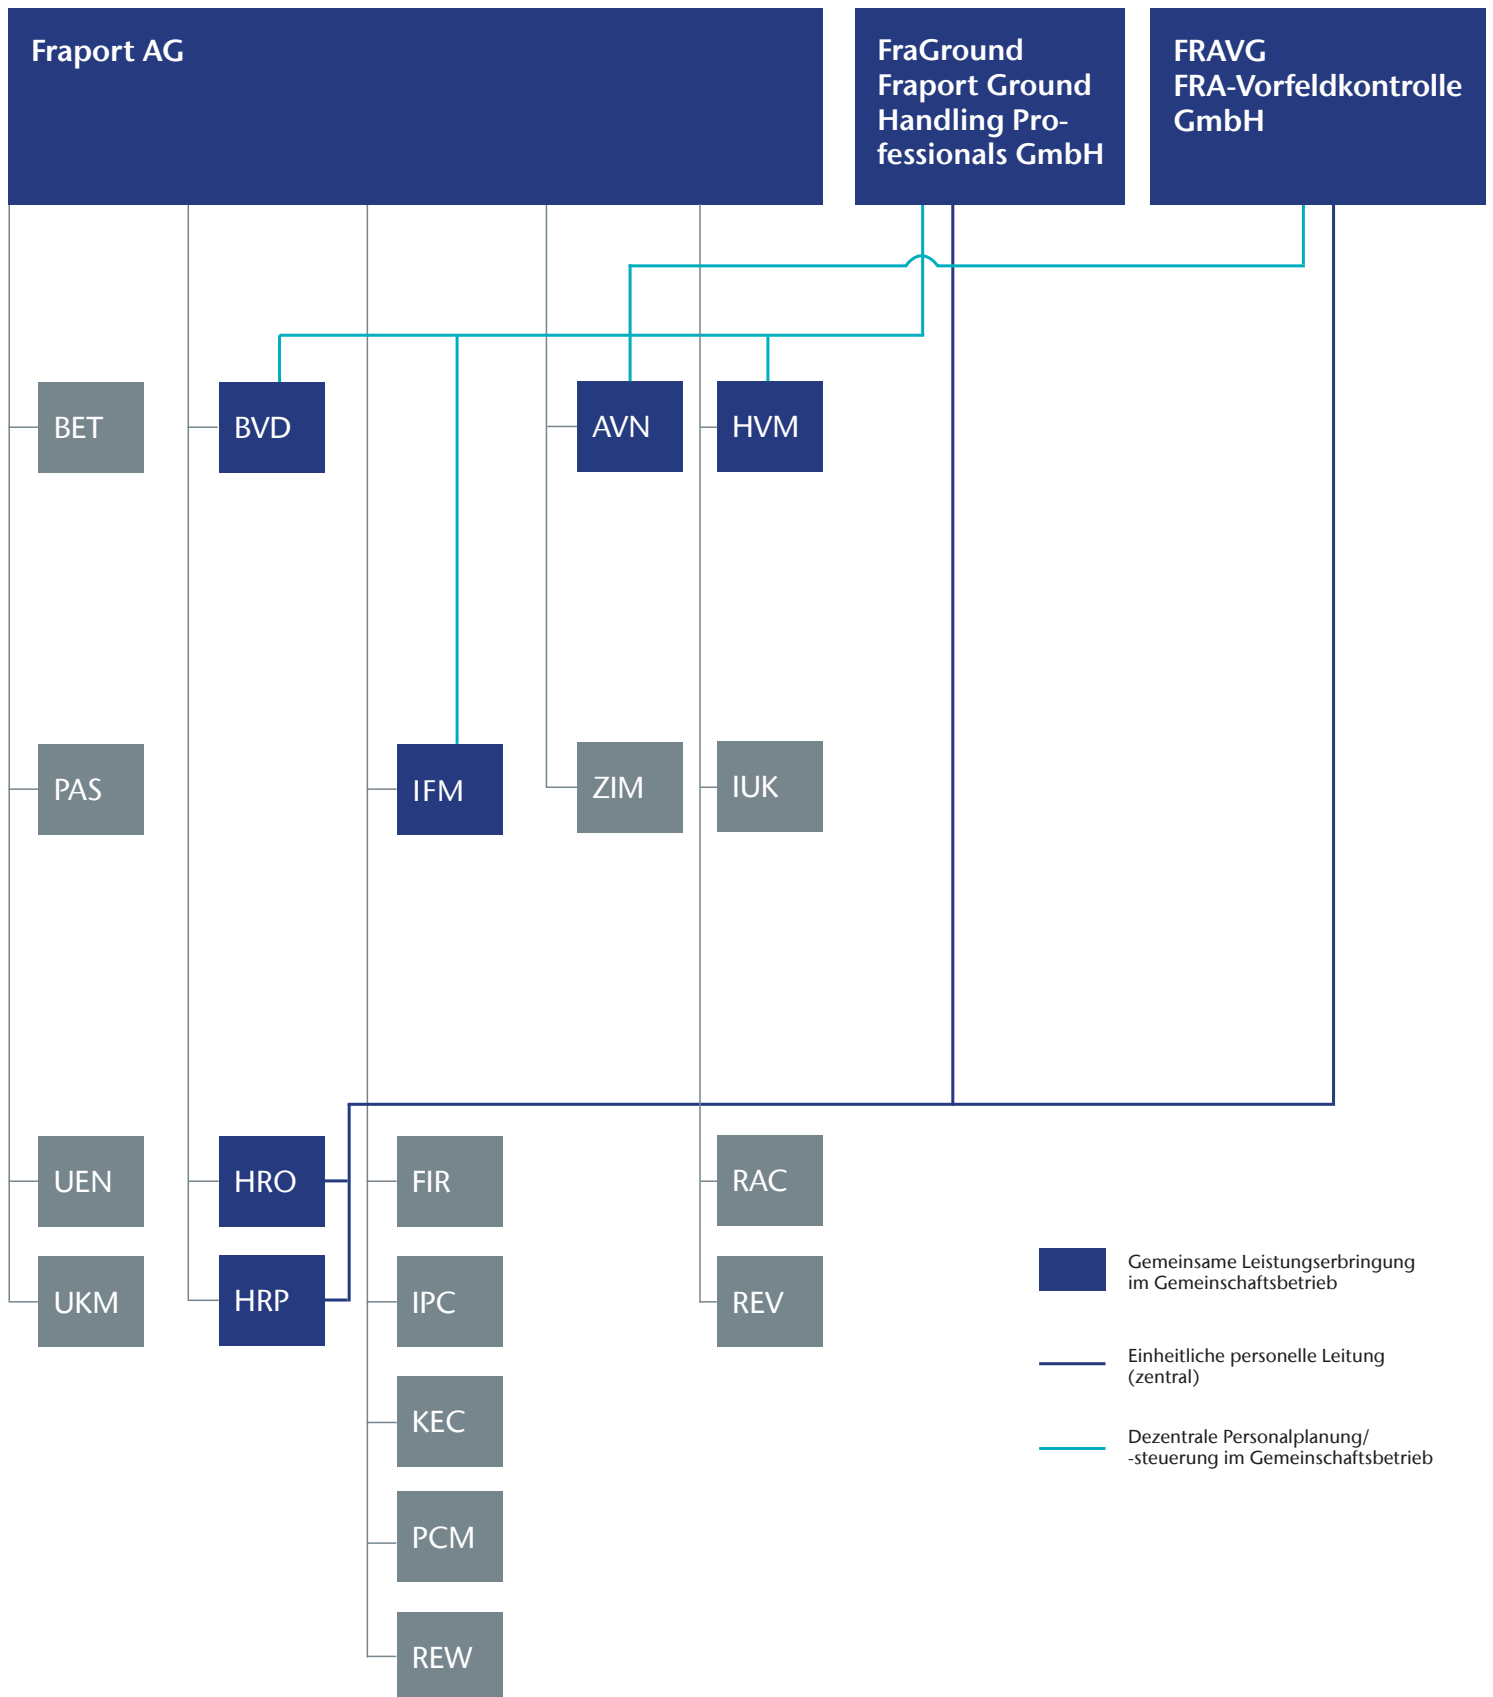 Fraport AG
FraGround
Fraport Ground
Handling Pro-
fessionals GmbH
FRAVG
FRA-Vorfeldkontrolle
GmbH
BET
BVD
AVN
HVM
PAS
IFM
ZIM
IUK
UEN
HRO
FIR
RAC
UKM
HRP
IPC
REV
KEC
PCM
REW
Gemeinsame Leistungserbringung
im Gemeinschaftsbetrieb
Einheitliche personelle Leitung
(zentral)
Dezentrale Personalplanung/
-steuerung im Gemeinschaftsbetrieb